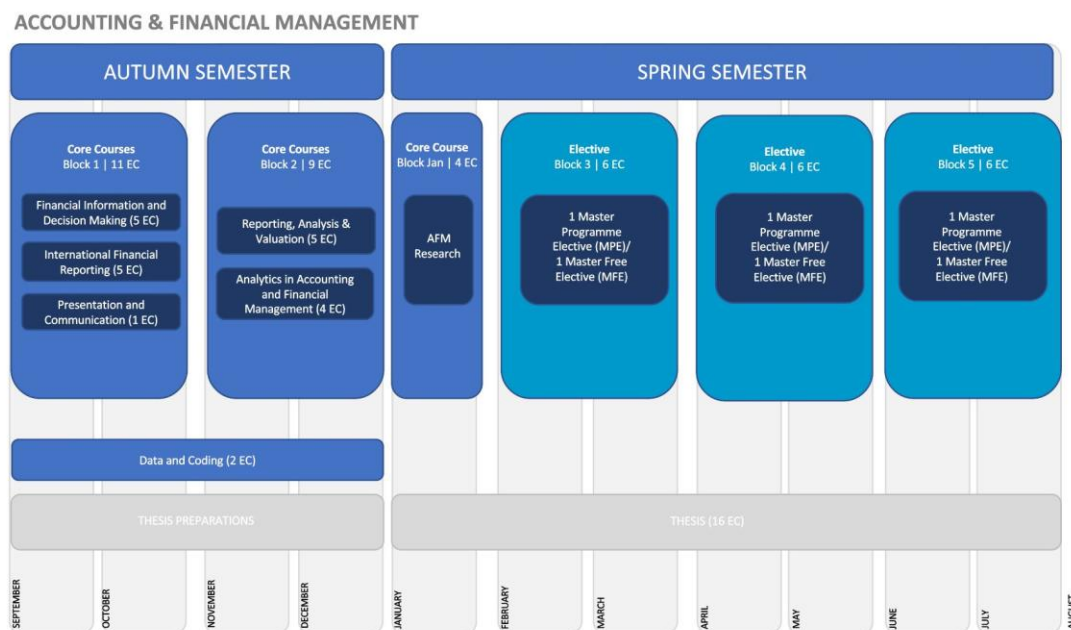 ACCOUNTING & FINANCIAL MANAGEMENT
AUTUMN SEMESTER
SPRING SEMESTER
Core Courses
Block 1 | 11 EC
Financial Information and
Decision Making (5 EC)
International Financial
Reporting (5 EC)
Presentation and
Communication (1 EC)
Core Courses
Block 2 | 9 EC
Reporting, Analysis &
Valuation (5 EC)
Analytics in Accounting
and Financial
Management (4 EC)
Core Course
Block Jan | 4 EC
AFM
Research
Elective
Block 3 | 6 EC
1 Master
Programme
Elective (MPE)/
1 Master Free
Elective (MFE)
Elective
Block 4 | 6 EC
1 Master
Programme
Elective (MPE)/
1 Master Free
Elective (MFE)
Elective
Block 5 | 6 EC
1 Master
Programme
Elective (MPE)/
1 Master Free
Elective (MFE)
Data and Coding (2 EC)
THESIS PREPARATIONS
THESIS (16 EC)
SEPTEMBER
OCTOBER
NOVEMBER
DECEMBER
JANUARY
FEBRUARY
MARCH
APRIL
MAY
JUNE
JULY
AUGUST